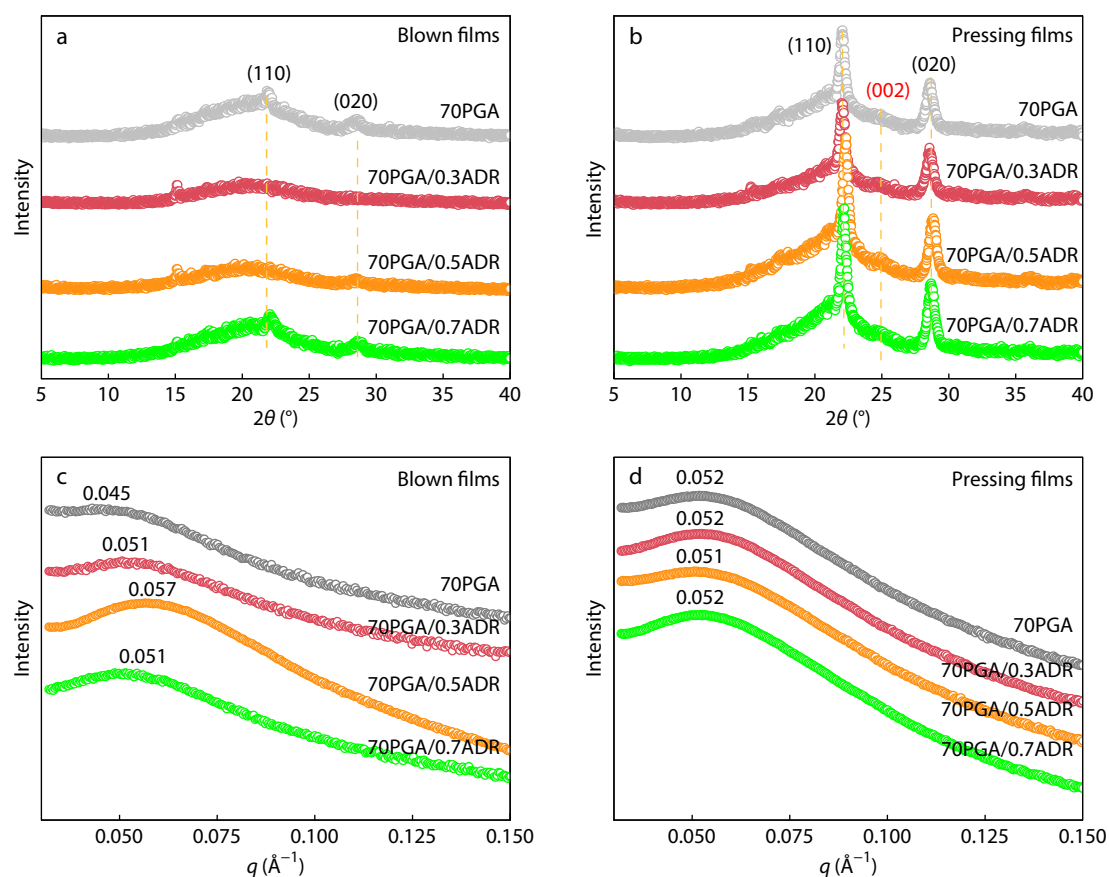 a
Blown films
(110)
(020)
70PGA
70PGA/0.3ADR
70PGA/0.5ADR
70PGA/0.7ADR
Intensity
5 10 15 20 25 30 35 40
2θ (°)
b
Pressing films
(110)
(002)
(020)
70PGA
70PGA/0.3ADR
70PGA/0.5ADR
70PGA/0.7ADR
Intensity
5 10 15 20 25 30 35 40
2θ (°)
c
Blown films
0.045
0.051
0.057
0.051
70PGA
70PGA/0.3ADR
70PGA/0.5ADR
70PGA/0.7ADR
Intensity
0.050 0.075 0.100 0.125 0.150
q (Å⁻¹)
d
Pressing films
0.052
0.052
0.051
0.052
70PGA
70PGA/0.3ADR
70PGA/0.5ADR
70PGA/0.7ADR
Intensity
0.050 0.075 0.100 0.125 0.150
q (Å⁻¹)